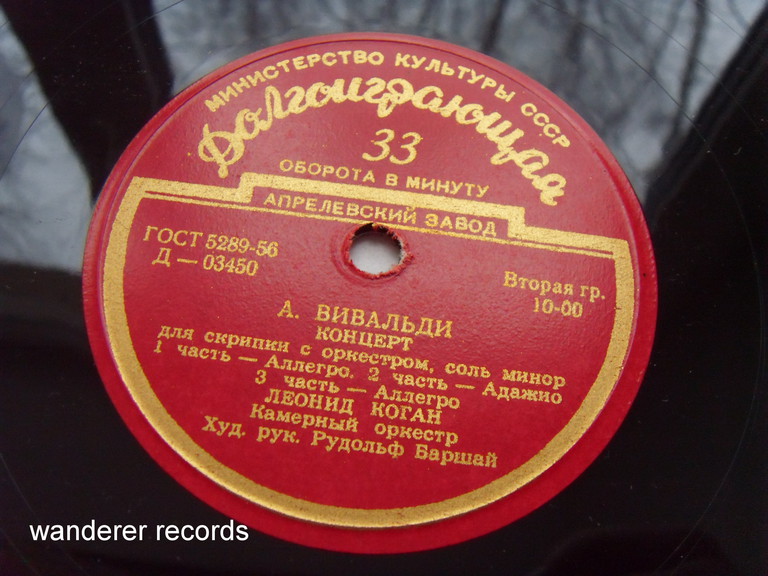 МИНИСТЕРСТВО КУЛЬТУРЫ СССР
Долгоиграющая
33
ОБОРОТА В МИНУТУ
АПРЕЛЕВСКИЙ ЗАВОД
ГОСТ 5289-56
Д — 03450
Вторая гр.
10-00
А. ВИВАЛЬДИ
КОНЦЕРТ
для скрипки с оркестром, соль минор
1 часть — Аллегро. 2 часть — Адажио
3 часть — Аллегро
ЛЕОНИД КОГАН
Камерный оркестр
Худ. рук. Рудольф Баршай
wanderer records